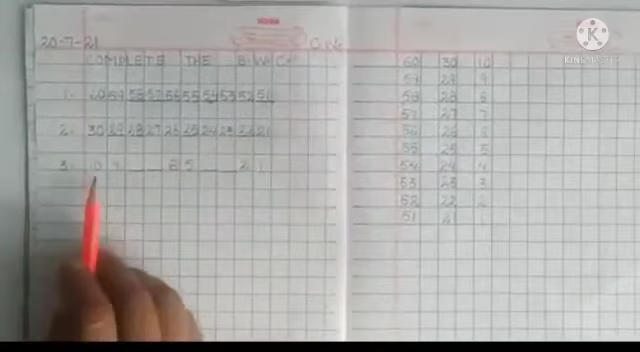 20-7-21
C.W
COMPLETE THE B.W.C
1. 60 59 58 57 56 55 54 53 52 51
2. 30 29 28 27 26 25 24 23 22 21
3. 10 9 _ _ 6 5 _ _ 2 1
60 30 10
59 29 9
58 28 8
57 27 7
56 26 6
55 25 5
54 24 4
53 23 3
52 22 2
51 21 1
K
KINEMASTER